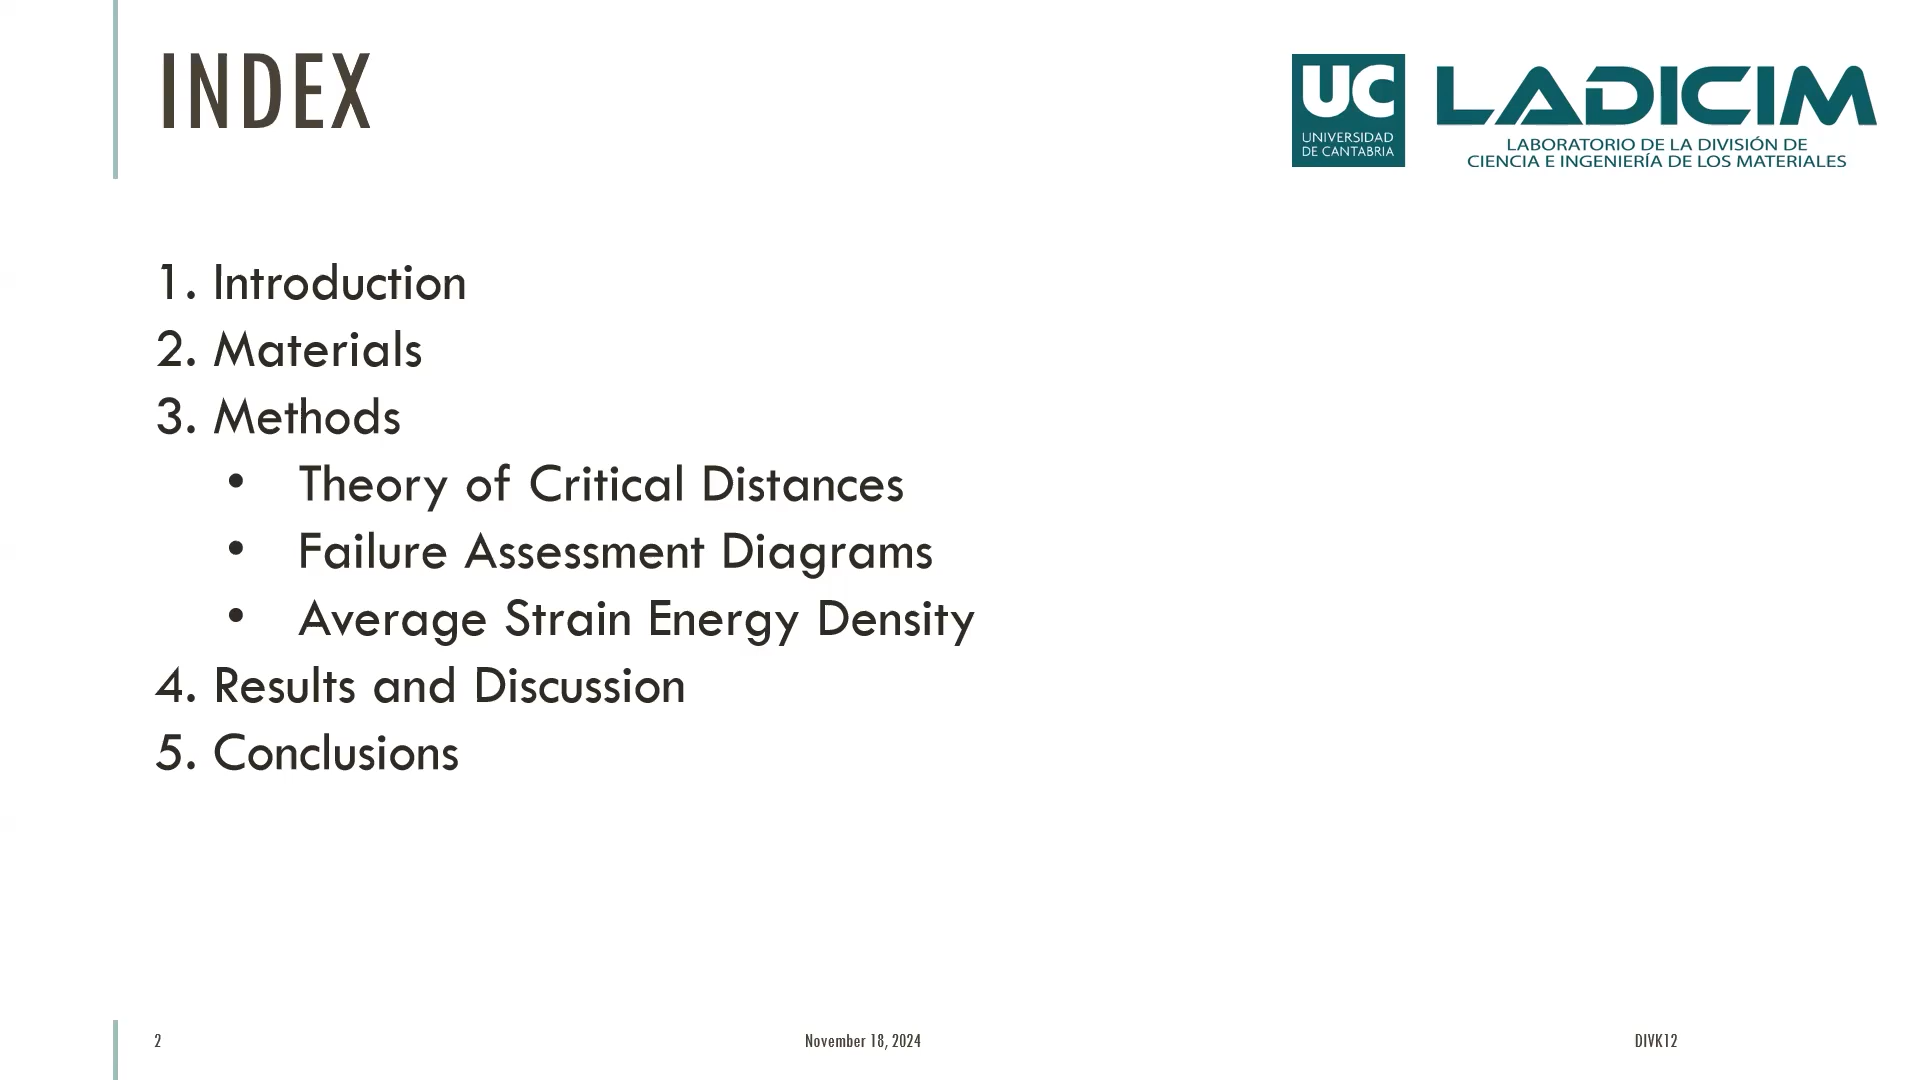 INDEX
UC
UNIVERSIDAD
DE CANTABRIA
LADICIM
LABORATORIO DE LA DIVISIÓN DE
CIENCIA E INGENIERÍA DE LOS MATERIALES
1. Introduction
2. Materials
3. Methods
• Theory of Critical Distances
• Failure Assessment Diagrams
• Average Strain Energy Density
4. Results and Discussion
5. Conclusions
2
November 18, 2024
DIVK12